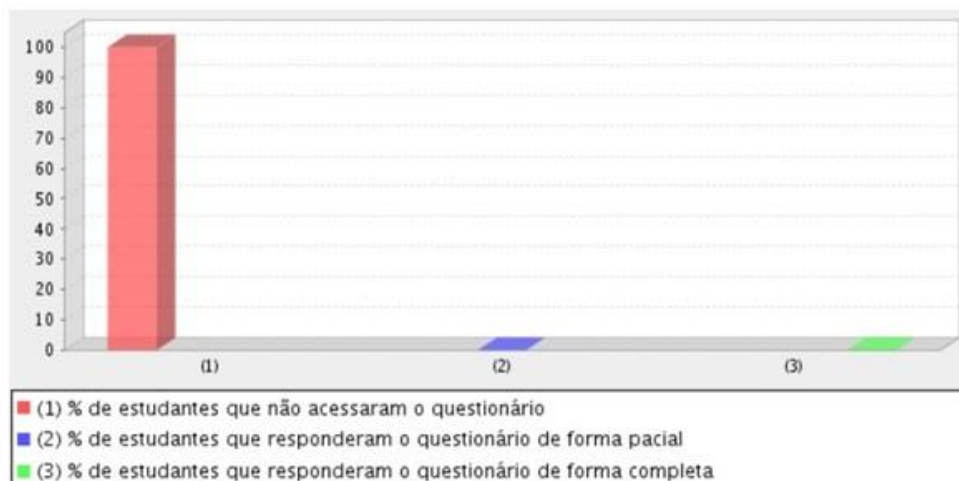 100
90
80
70
60
50
40
30
20
10
0
(1) (2) (3)
(1) % de estudantes que não acessaram o questionário
(2) % de estudantes que responderam o questionário de forma pacial
(3) % de estudantes que responderam o questionário de forma completa